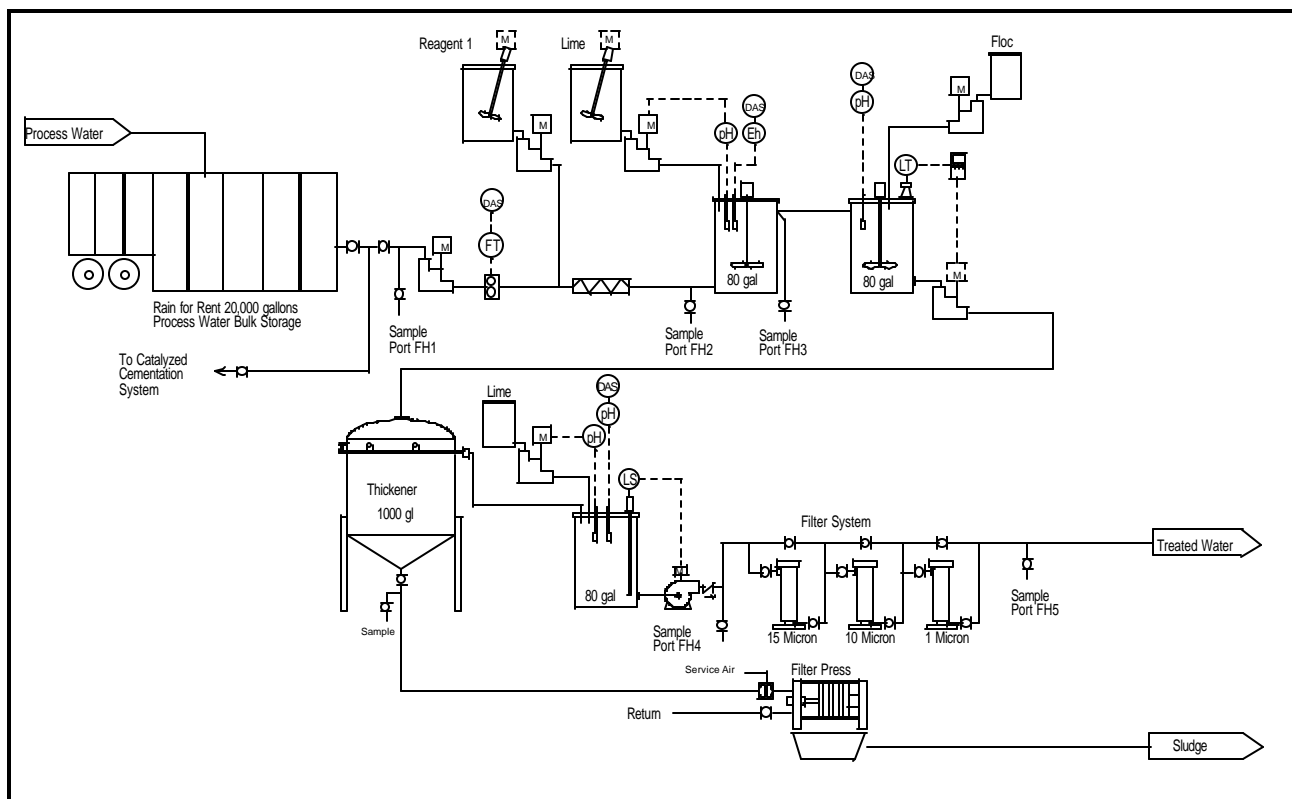 Reagent 1
M
Lime
M
Floc
DAS
M
Process Water
M
M
DAS
pH
Eh
pH
LT
DAS
M
FT
M
80 gal
80 gal
Rain for Rent 20,000 gallons
Process Water Bulk Storage
Sample
Port FH1
Sample
Port FH2
Sample
Port FH3
To Catalyzed
Cementation
System
Lime
DAS
pH
M
pH
LS
Thickener
1000 gl
Filter System
Treated Water
M
80 gal
Sample
Port FH4
15 Micron
10 Micron
1 Micron
Sample
Port FH5
Sample
Service Air
Filter Press
Return
Sludge